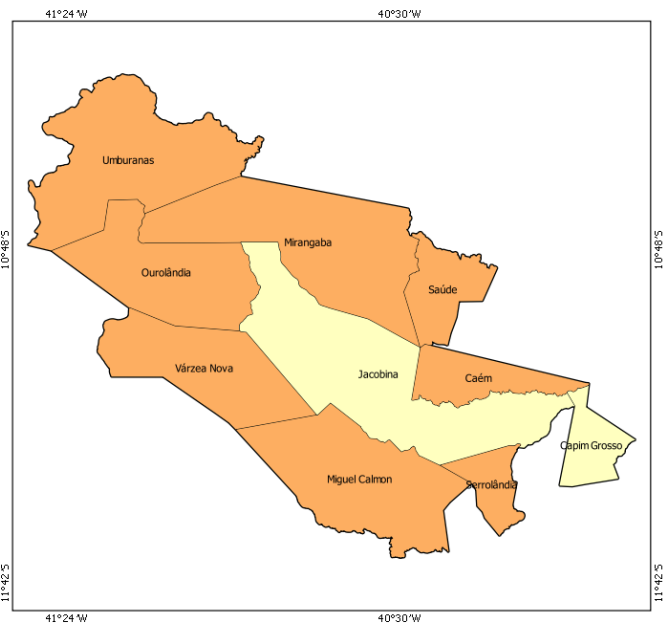 41°24´W 40°30´W
Umburanas
10°48´S Mirangaba 10°48´S
Ourolândia
Saúde
Várzea Nova
Jacobina
Caém
Capim Grosso
Miguel Calmon
Serrolândia
11°42´S 11°42´S
41°24´W 40°30´W